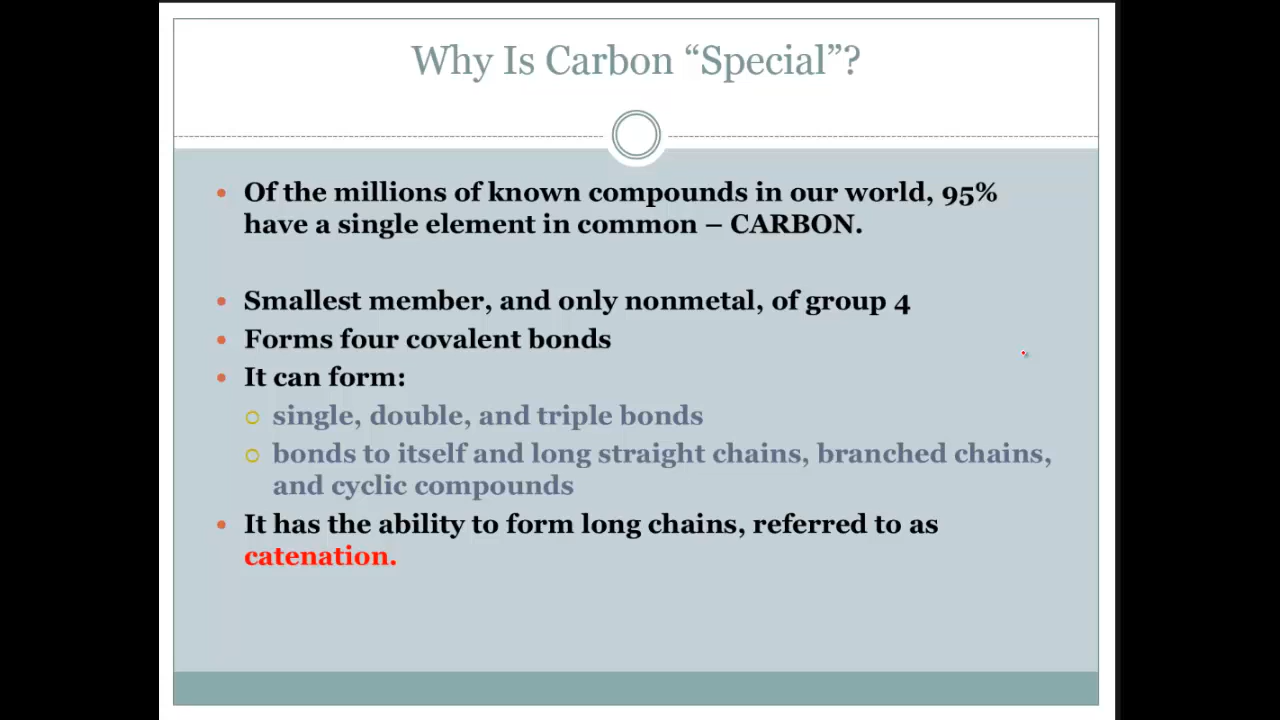 Why Is Carbon “Special”?
Of the millions of known compounds in our world, 95%
have a single element in common – CARBON.
Smallest member, and only nonmetal, of group 4
Forms four covalent bonds
It can form:
single, double, and triple bonds
bonds to itself and long straight chains, branched chains,
and cyclic compounds
It has the ability to form long chains, referred to as
catenation.